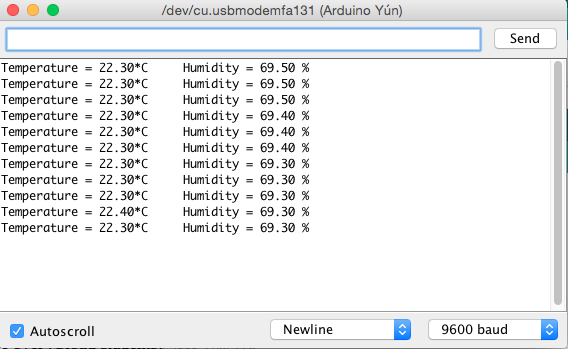 /dev/cu.usbmodemfa131 (Arduino Yún)
Send
Temperature = 22.30*C Humidity = 69.50 %
Temperature = 22.30*C Humidity = 69.50 %
Temperature = 22.30*C Humidity = 69.50 %
Temperature = 22.30*C Humidity = 69.40 %
Temperature = 22.30*C Humidity = 69.40 %
Temperature = 22.30*C Humidity = 69.40 %
Temperature = 22.30*C Humidity = 69.30 %
Temperature = 22.30*C Humidity = 69.30 %
Temperature = 22.30*C Humidity = 69.30 %
Temperature = 22.40*C Humidity = 69.30 %
Temperature = 22.30*C Humidity = 69.30 %
Autoscroll Newline 9600 baud